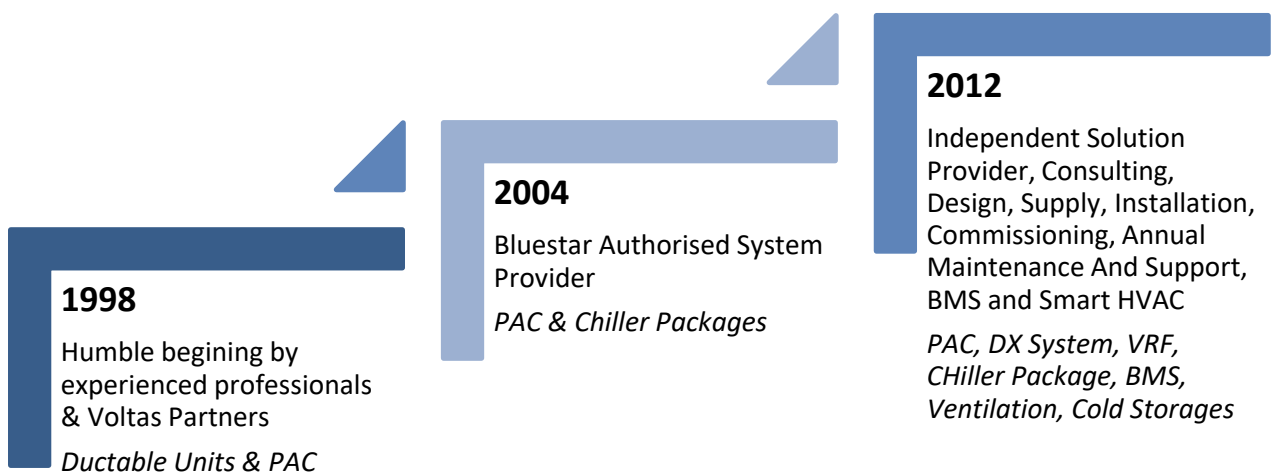 1998
Humble begining by
experienced professionals
& Voltas Partners
Ductable Units & PAC
2004
Bluestar Authorised System
Provider
PAC & Chiller Packages
2012
Independent Solution
Provider, Consulting,
Design, Supply, Installation,
Commissioning, Annual
Maintenance And Support,
BMS and Smart HVAC
PAC, DX System, VRF,
CHiller Package, BMS,
Ventilation, Cold Storages